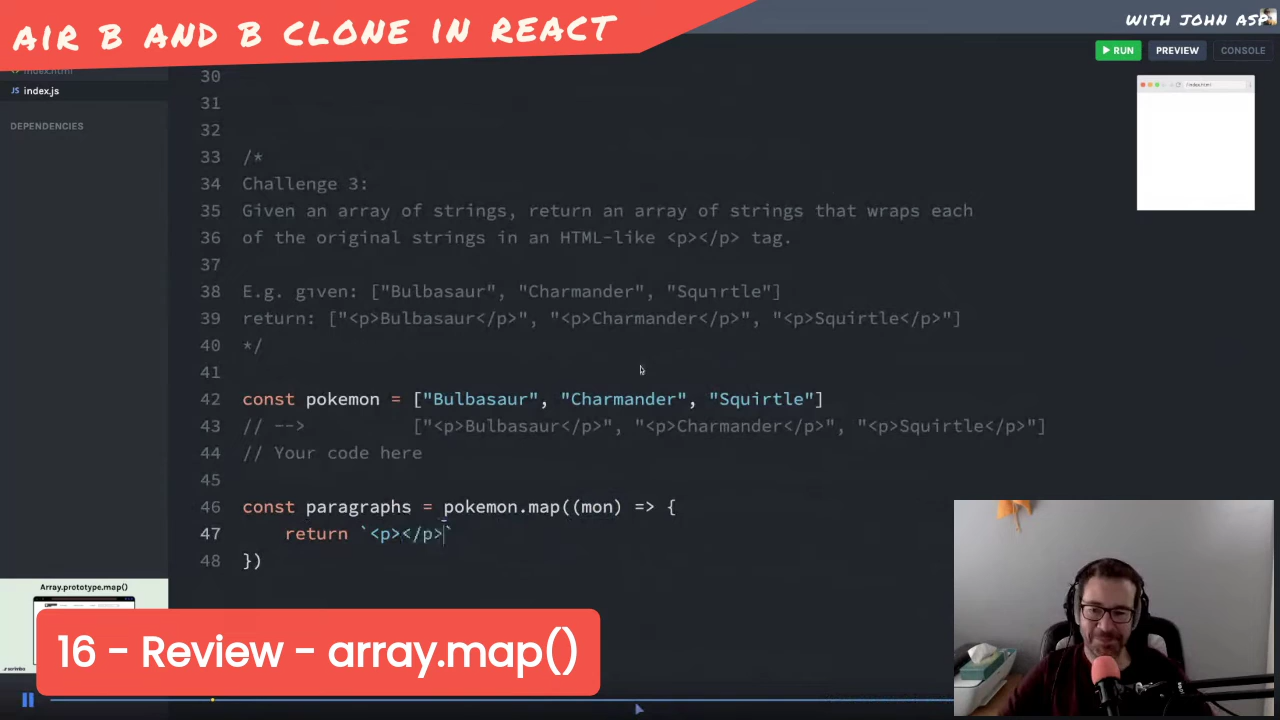 AIR B AND B CLONE IN REACT
WITH JOHN ASP
index.html
RUN
PREVIEW
CONSOLE
JS index.js
DEPENDENCIES
30
31
32
33 /*
34 Challenge 3:
35 Given an array of strings, return an array of strings that wraps each
36 of the original strings in an HTML-like <p></p> tag.
37
38 E.g. given: ["Bulbasaur", "Charmander", "Squirtle"]
39 return: ["<p>Bulbasaur</p>", "<p>Charmander</p>", "<p>Squirtle</p>"]
40 */
41
42 const pokemon = ["Bulbasaur", "Charmander", "Squirtle"]
43 // --> ["<p>Bulbasaur</p>", "<p>Charmander</p>", "<p>Squirtle</p>"]
44 // Your code here
45
46 const paragraphs = pokemon.map((mon) => {
47 return `<p></p>`
48 })
Array.prototype.map()
16 - Review - array.map()